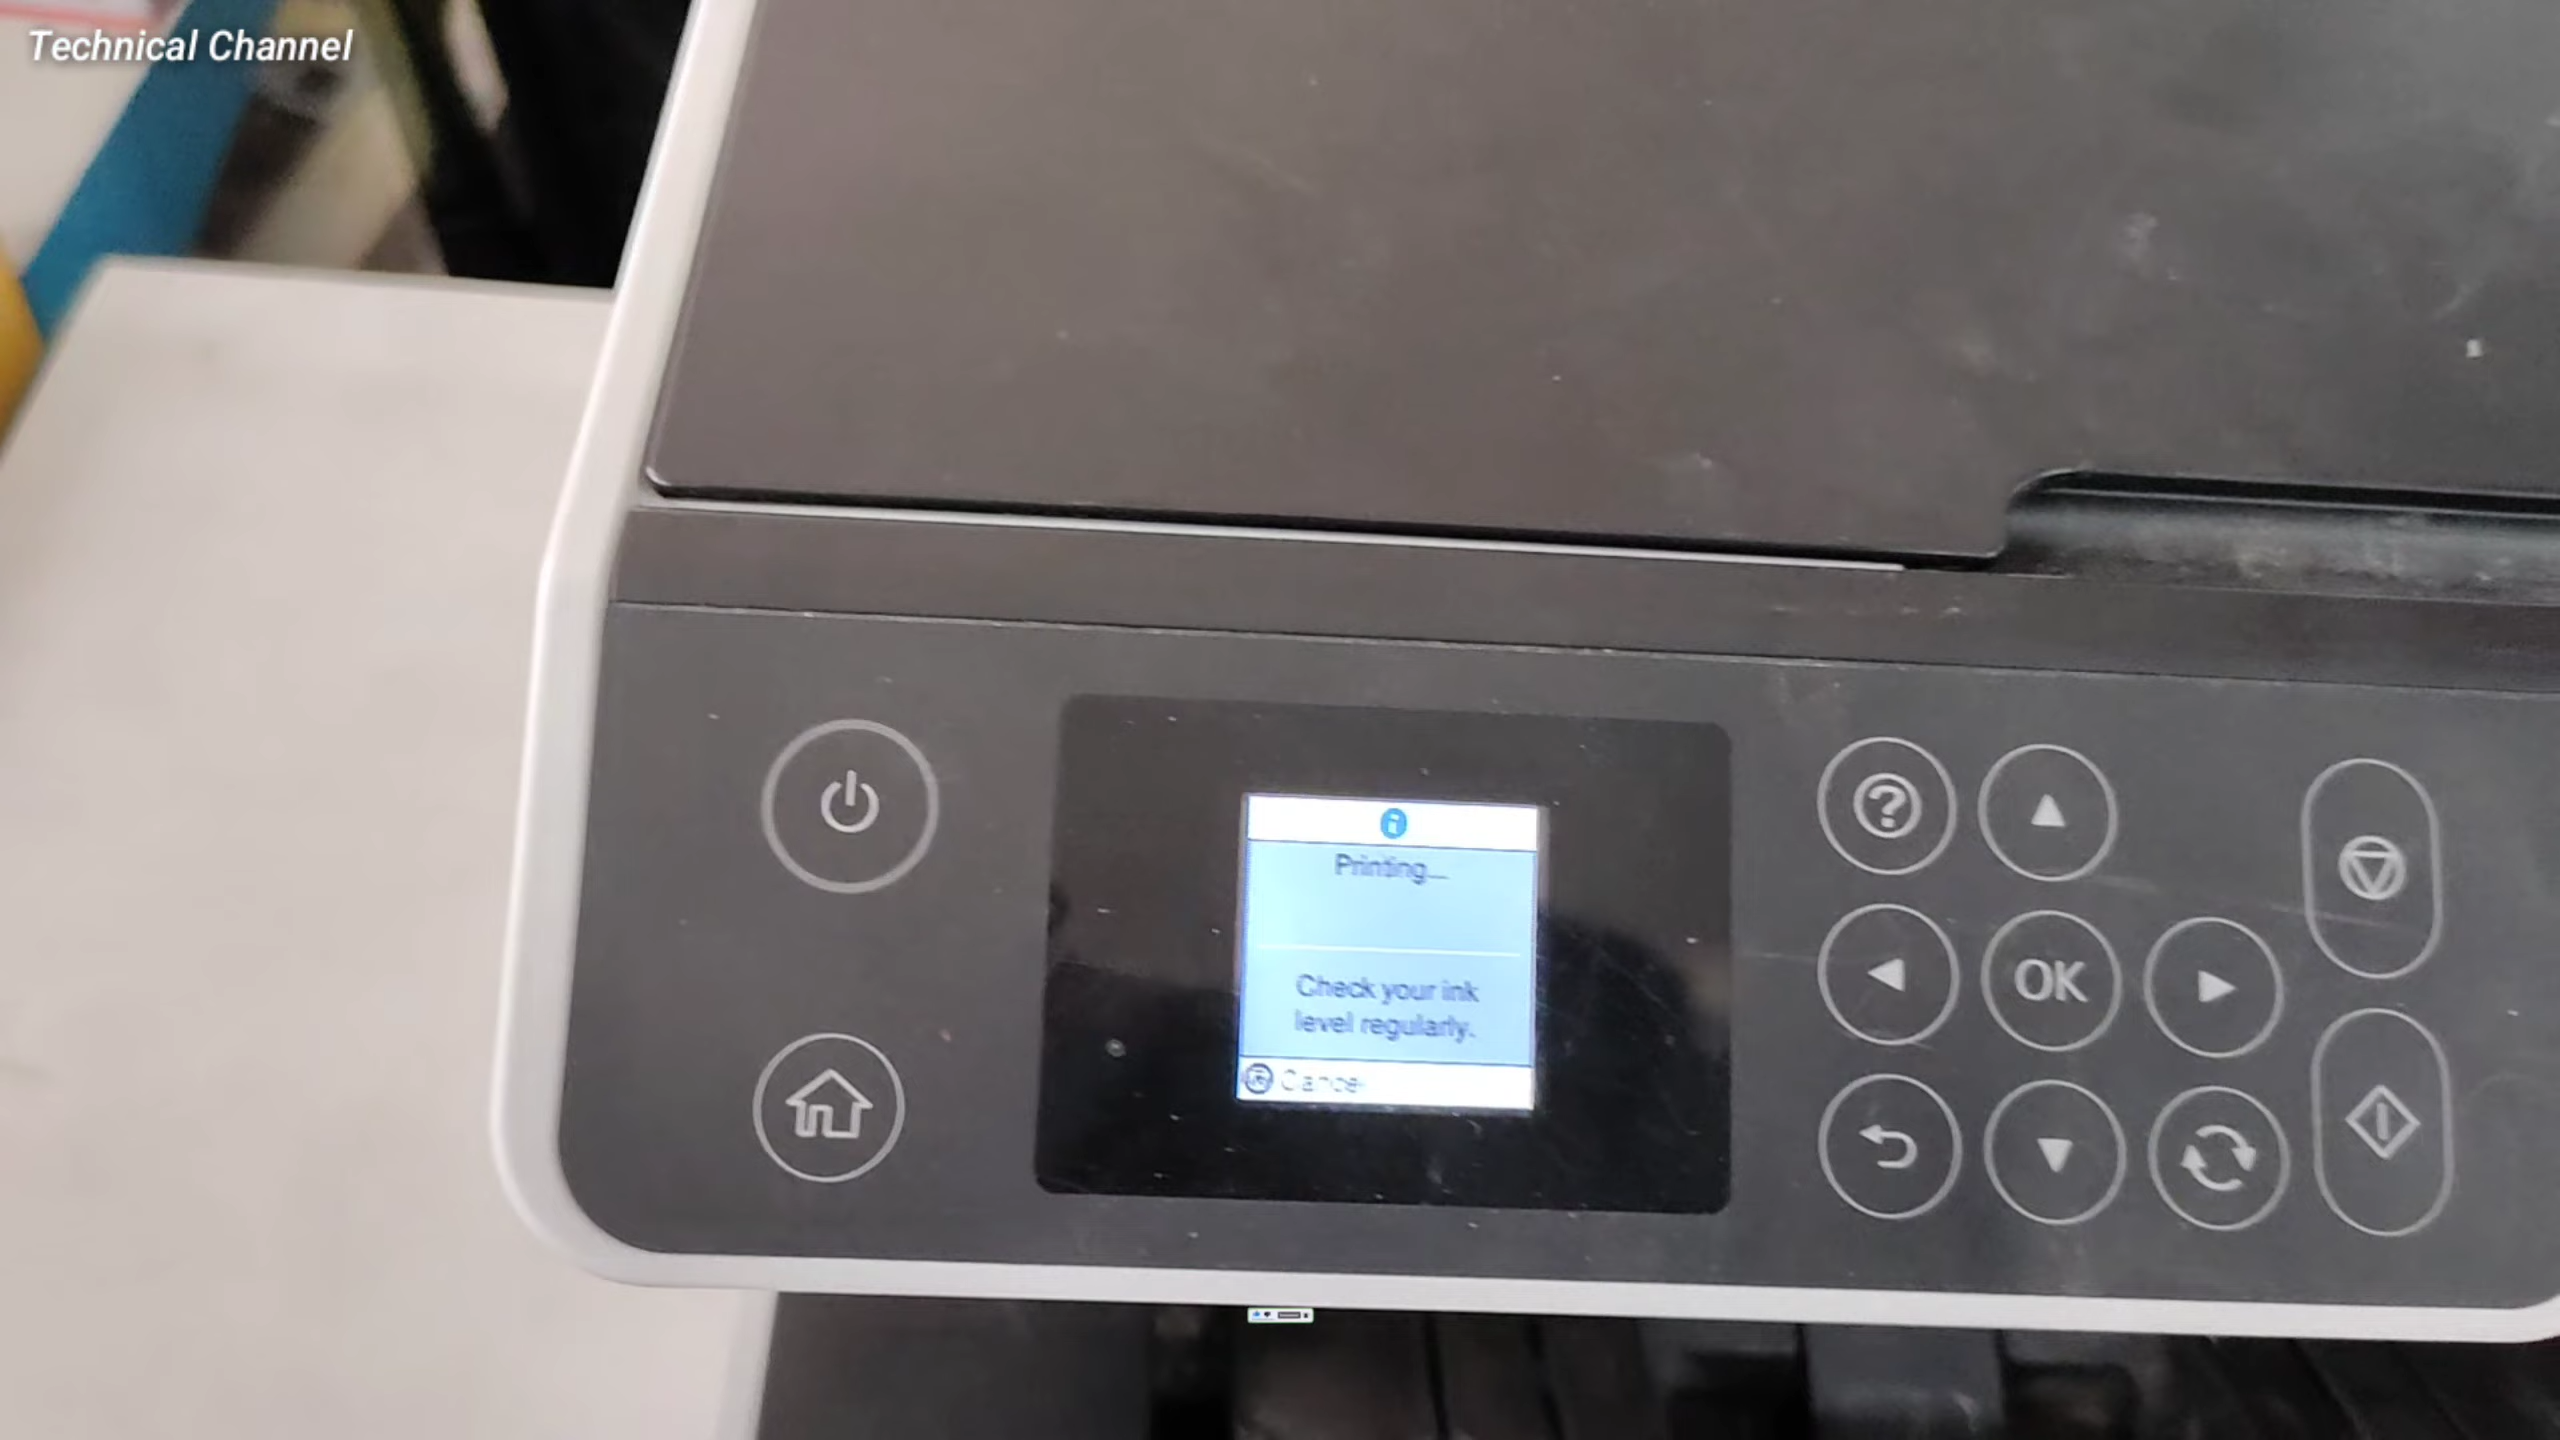 Technical Channel
Printing...
Check your ink
level regularly.
Cancel
OK